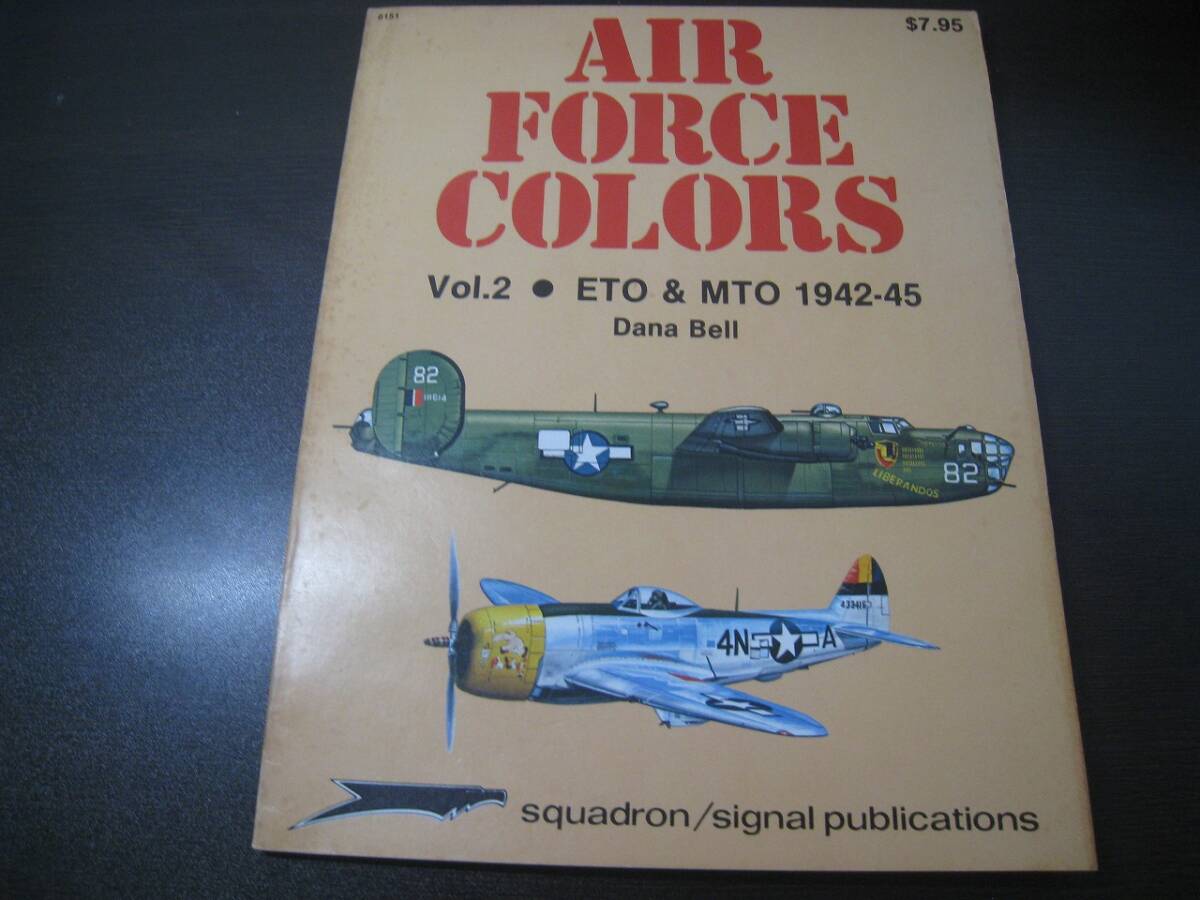 6151
$7.95
AIR
FORCE
COLORS
Vol.2 ● ETO & MTO 1942-45
Dana Bell
82
LIBERANDOS
82
4N A
squadron/signal publications